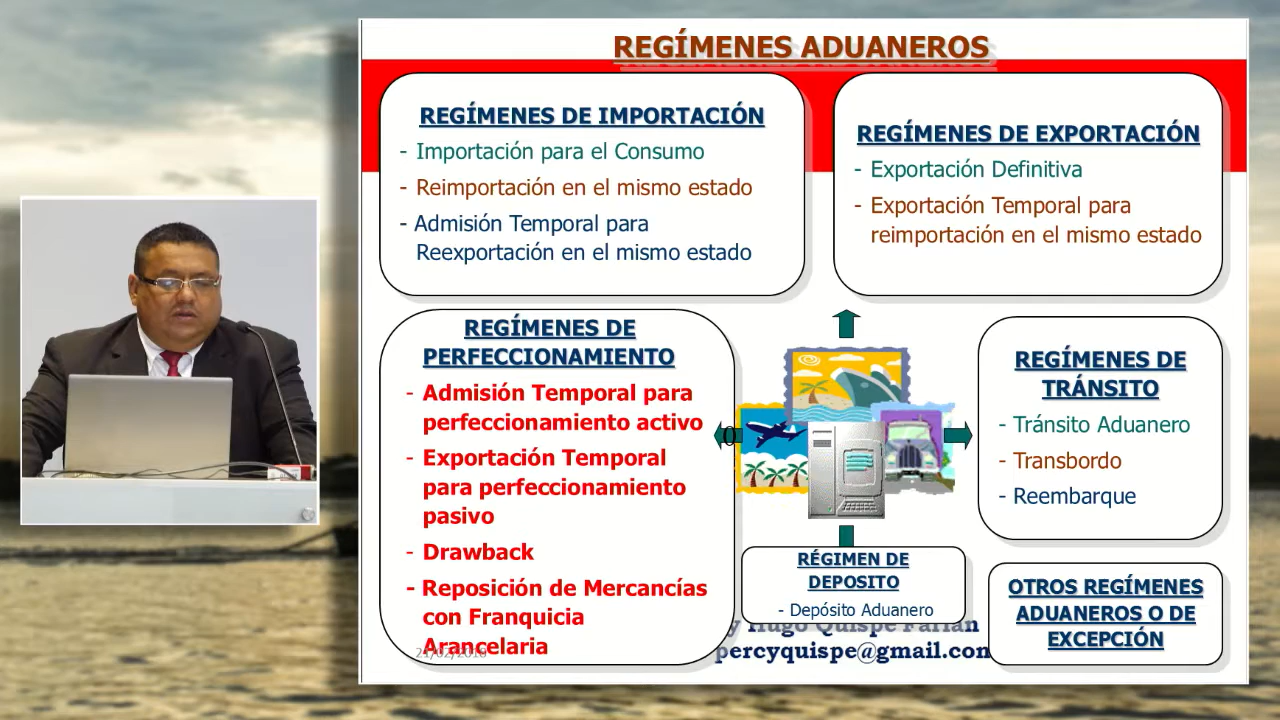 REGÍMENES ADUANEROS
REGÍMENES DE IMPORTACIÓN
- Importación para el Consumo
- Reimportación en el mismo estado
- Admisión Temporal para
Reexportación en el mismo estado
REGÍMENES DE EXPORTACIÓN
- Exportación Definitiva
- Exportación Temporal para
reimportación en el mismo estado
REGÍMENES DE
PERFECCIONAMIENTO
- Admisión Temporal para
perfeccionamiento activo
- Exportación Temporal
para perfeccionamiento
pasivo
- Drawback
- Reposición de Mercancías
con Franquicia
Arancelaria
REGÍMENES DE
TRÁNSITO
- Tránsito Aduanero
- Transbordo
- Reembarque
RÉGIMEN DE
DEPOSITO
- Depósito Aduanero
OTROS REGÍMENES
ADUANEROS O DE
EXCEPCIÓN
y Hugo Quispe Farfán
percyquispe@gmail.com